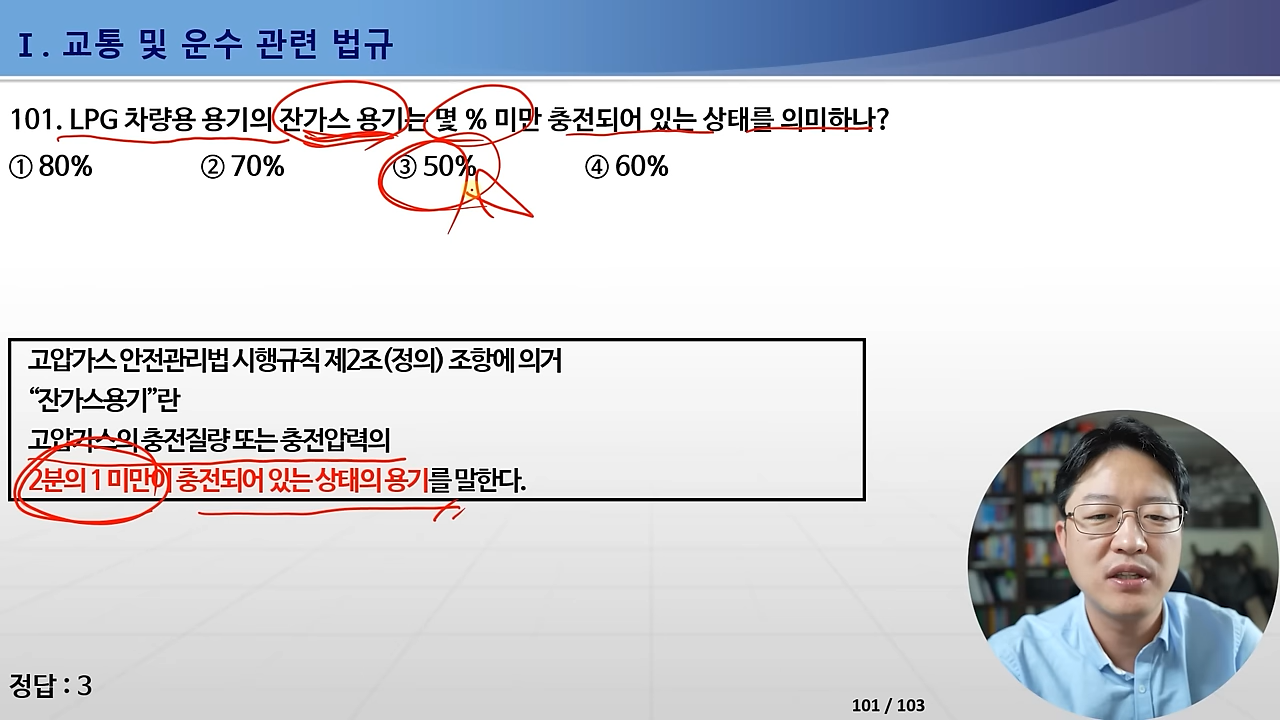 Ⅰ. 교통 및 운수 관련 법규
101. LPG 차량용 용기의 잔가스 용기는 몇 % 미만 충전되어 있는 상태를 의미하나?
① 80% ② 70% ③ 50% ④ 60%
고압가스 안전관리법 시행규칙 제2조(정의) 조항에 의거
“잔가스용기”란
고압가스의 충전질량 또는 충전압력의
2분의 1 미만이 충전되어 있는 상태의 용기를 말한다.
정답 : 3
101 / 103